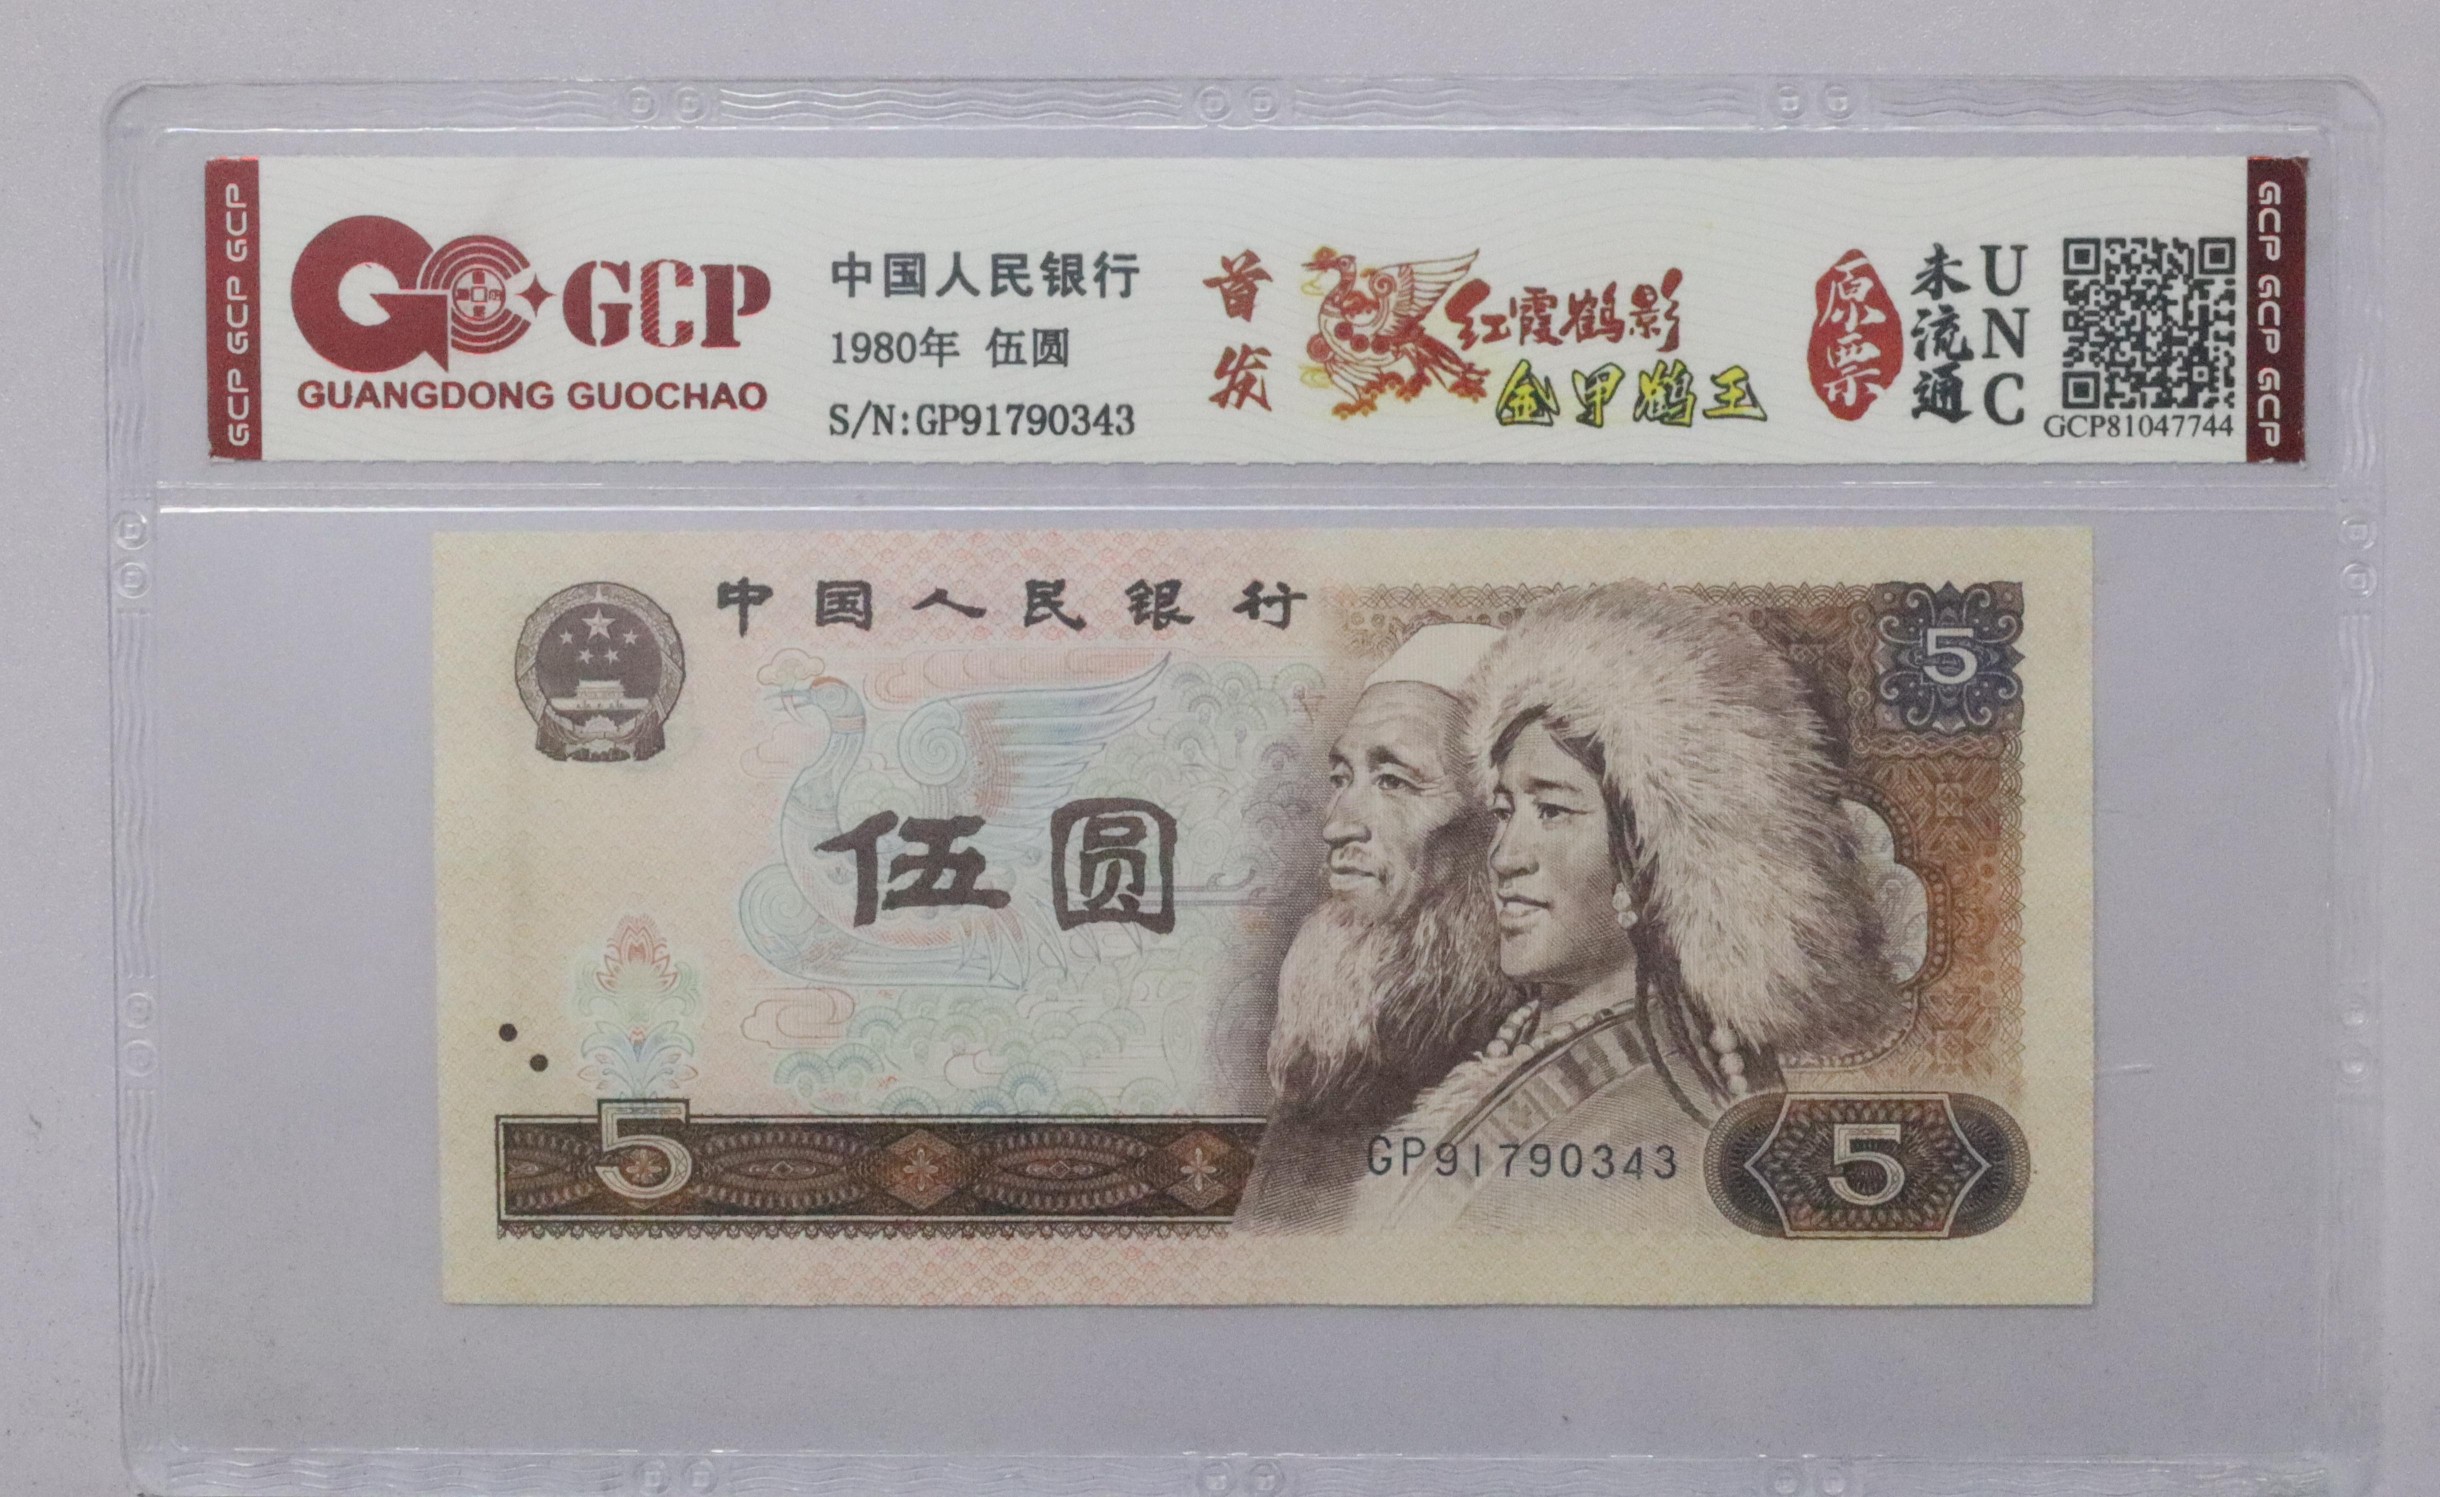 GCP GCP GCP
GCP
GUANGDONG GUOCHAO
中国人民银行
1980年 伍圆
S/N:GP91790343
首发
红霞鹤影
金甲鹤王
原票
未流通
UNC
GCP81047744
GCP GCP GCP
中国人民银行
5
伍圆
5
GP91790343
5